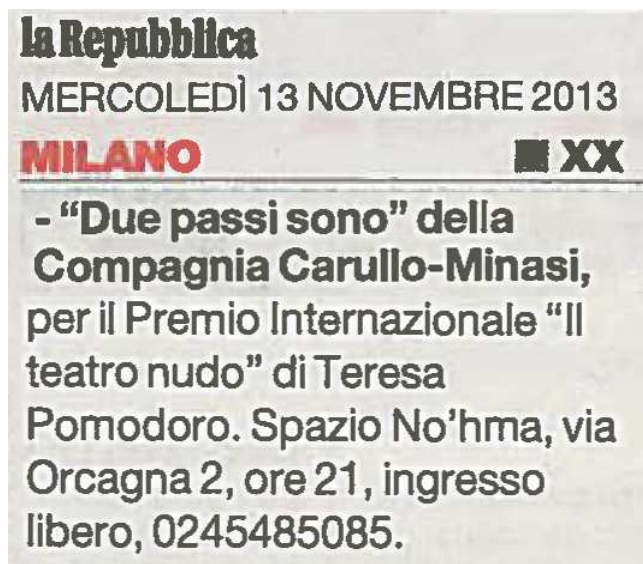 la Repubblica
MERCOLEDÌ 13 NOVEMBRE 2013
MILANO ■ XX
- “Due passi sono” della
Compagnia Carullo-Minasi,
per il Premio Internazionale “Il
teatro nudo” di Teresa
Pomodoro. Spazio No’hma, via
Orcagna 2, ore 21, ingresso
libero, 0245485085.